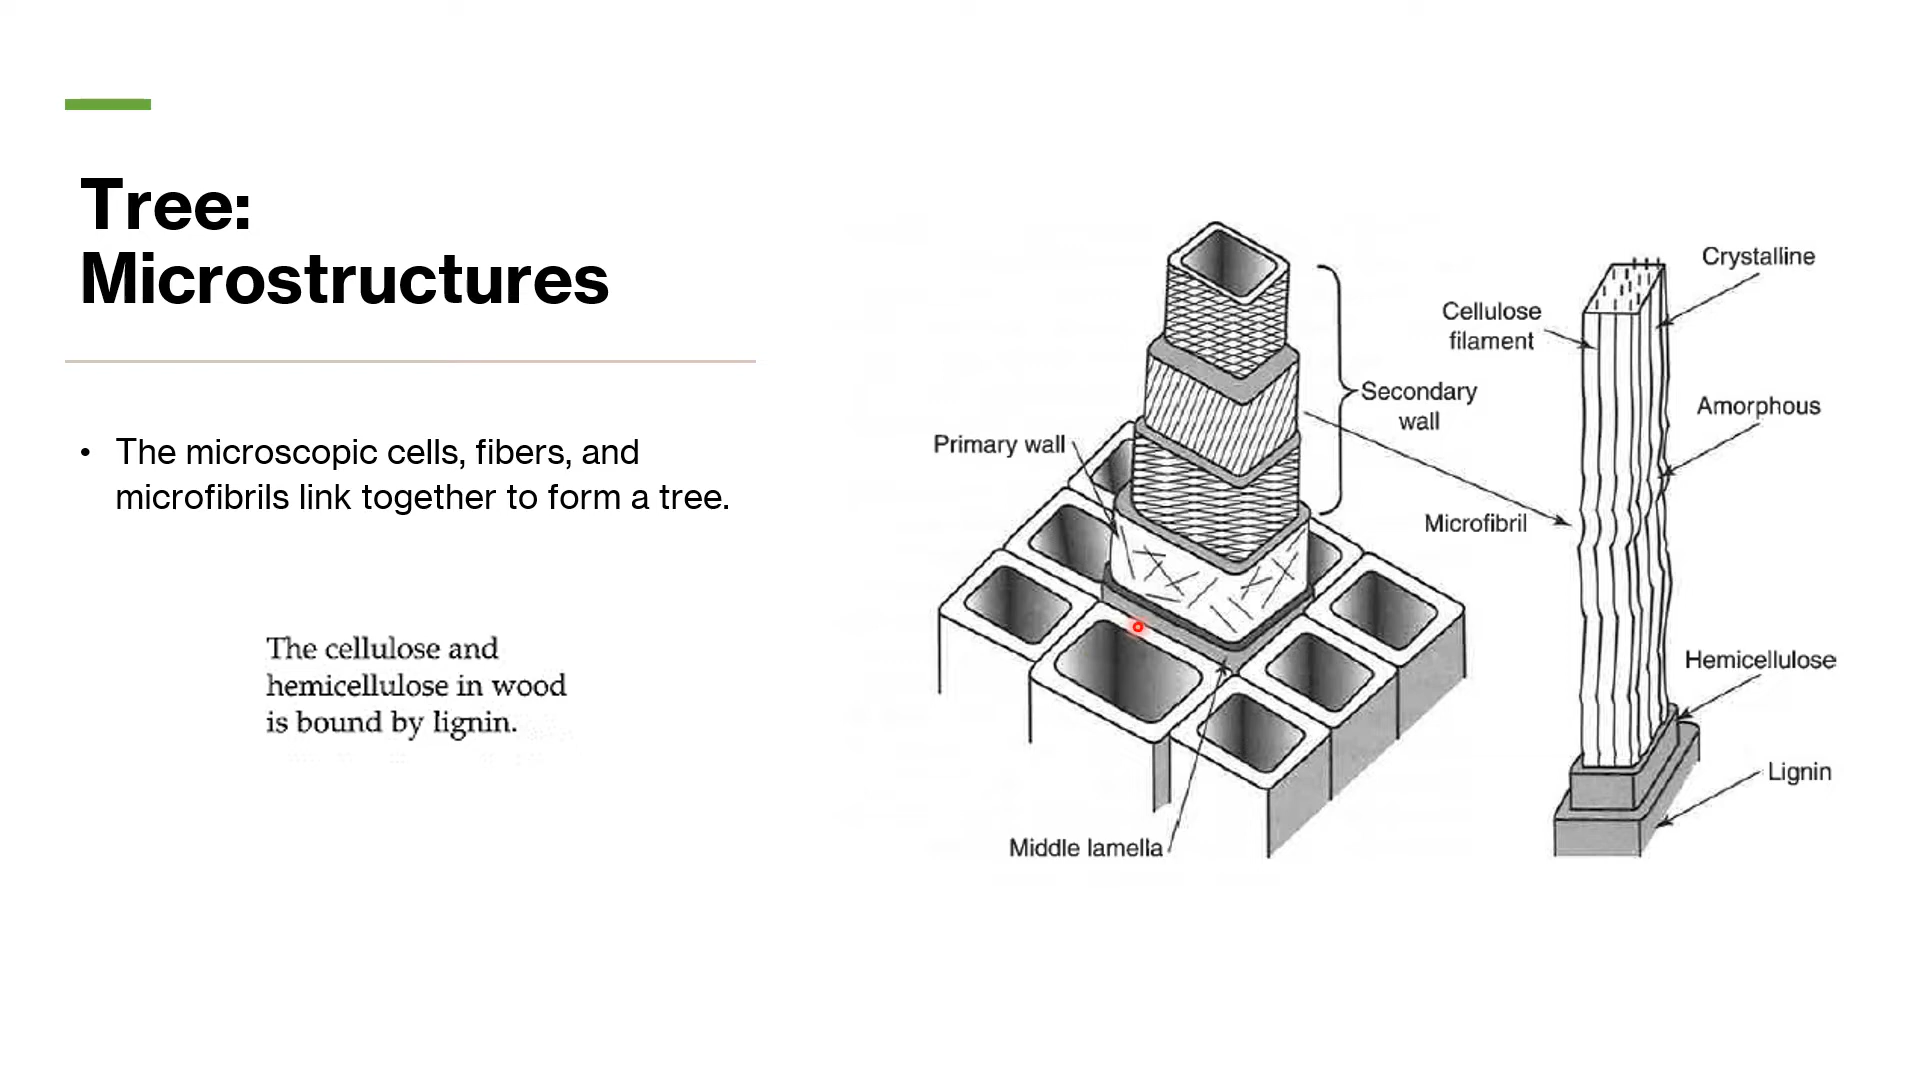 Tree:
Microstructures
• The microscopic cells, fibers, and
microfibrils link together to form a tree.
The cellulose and
hemicellulose in wood
is bound by lignin.
Crystalline
Cellulose
filament
Secondary
wall
Amorphous
Primary wall
Microfibril
Hemicellulose
Lignin
Middle lamella